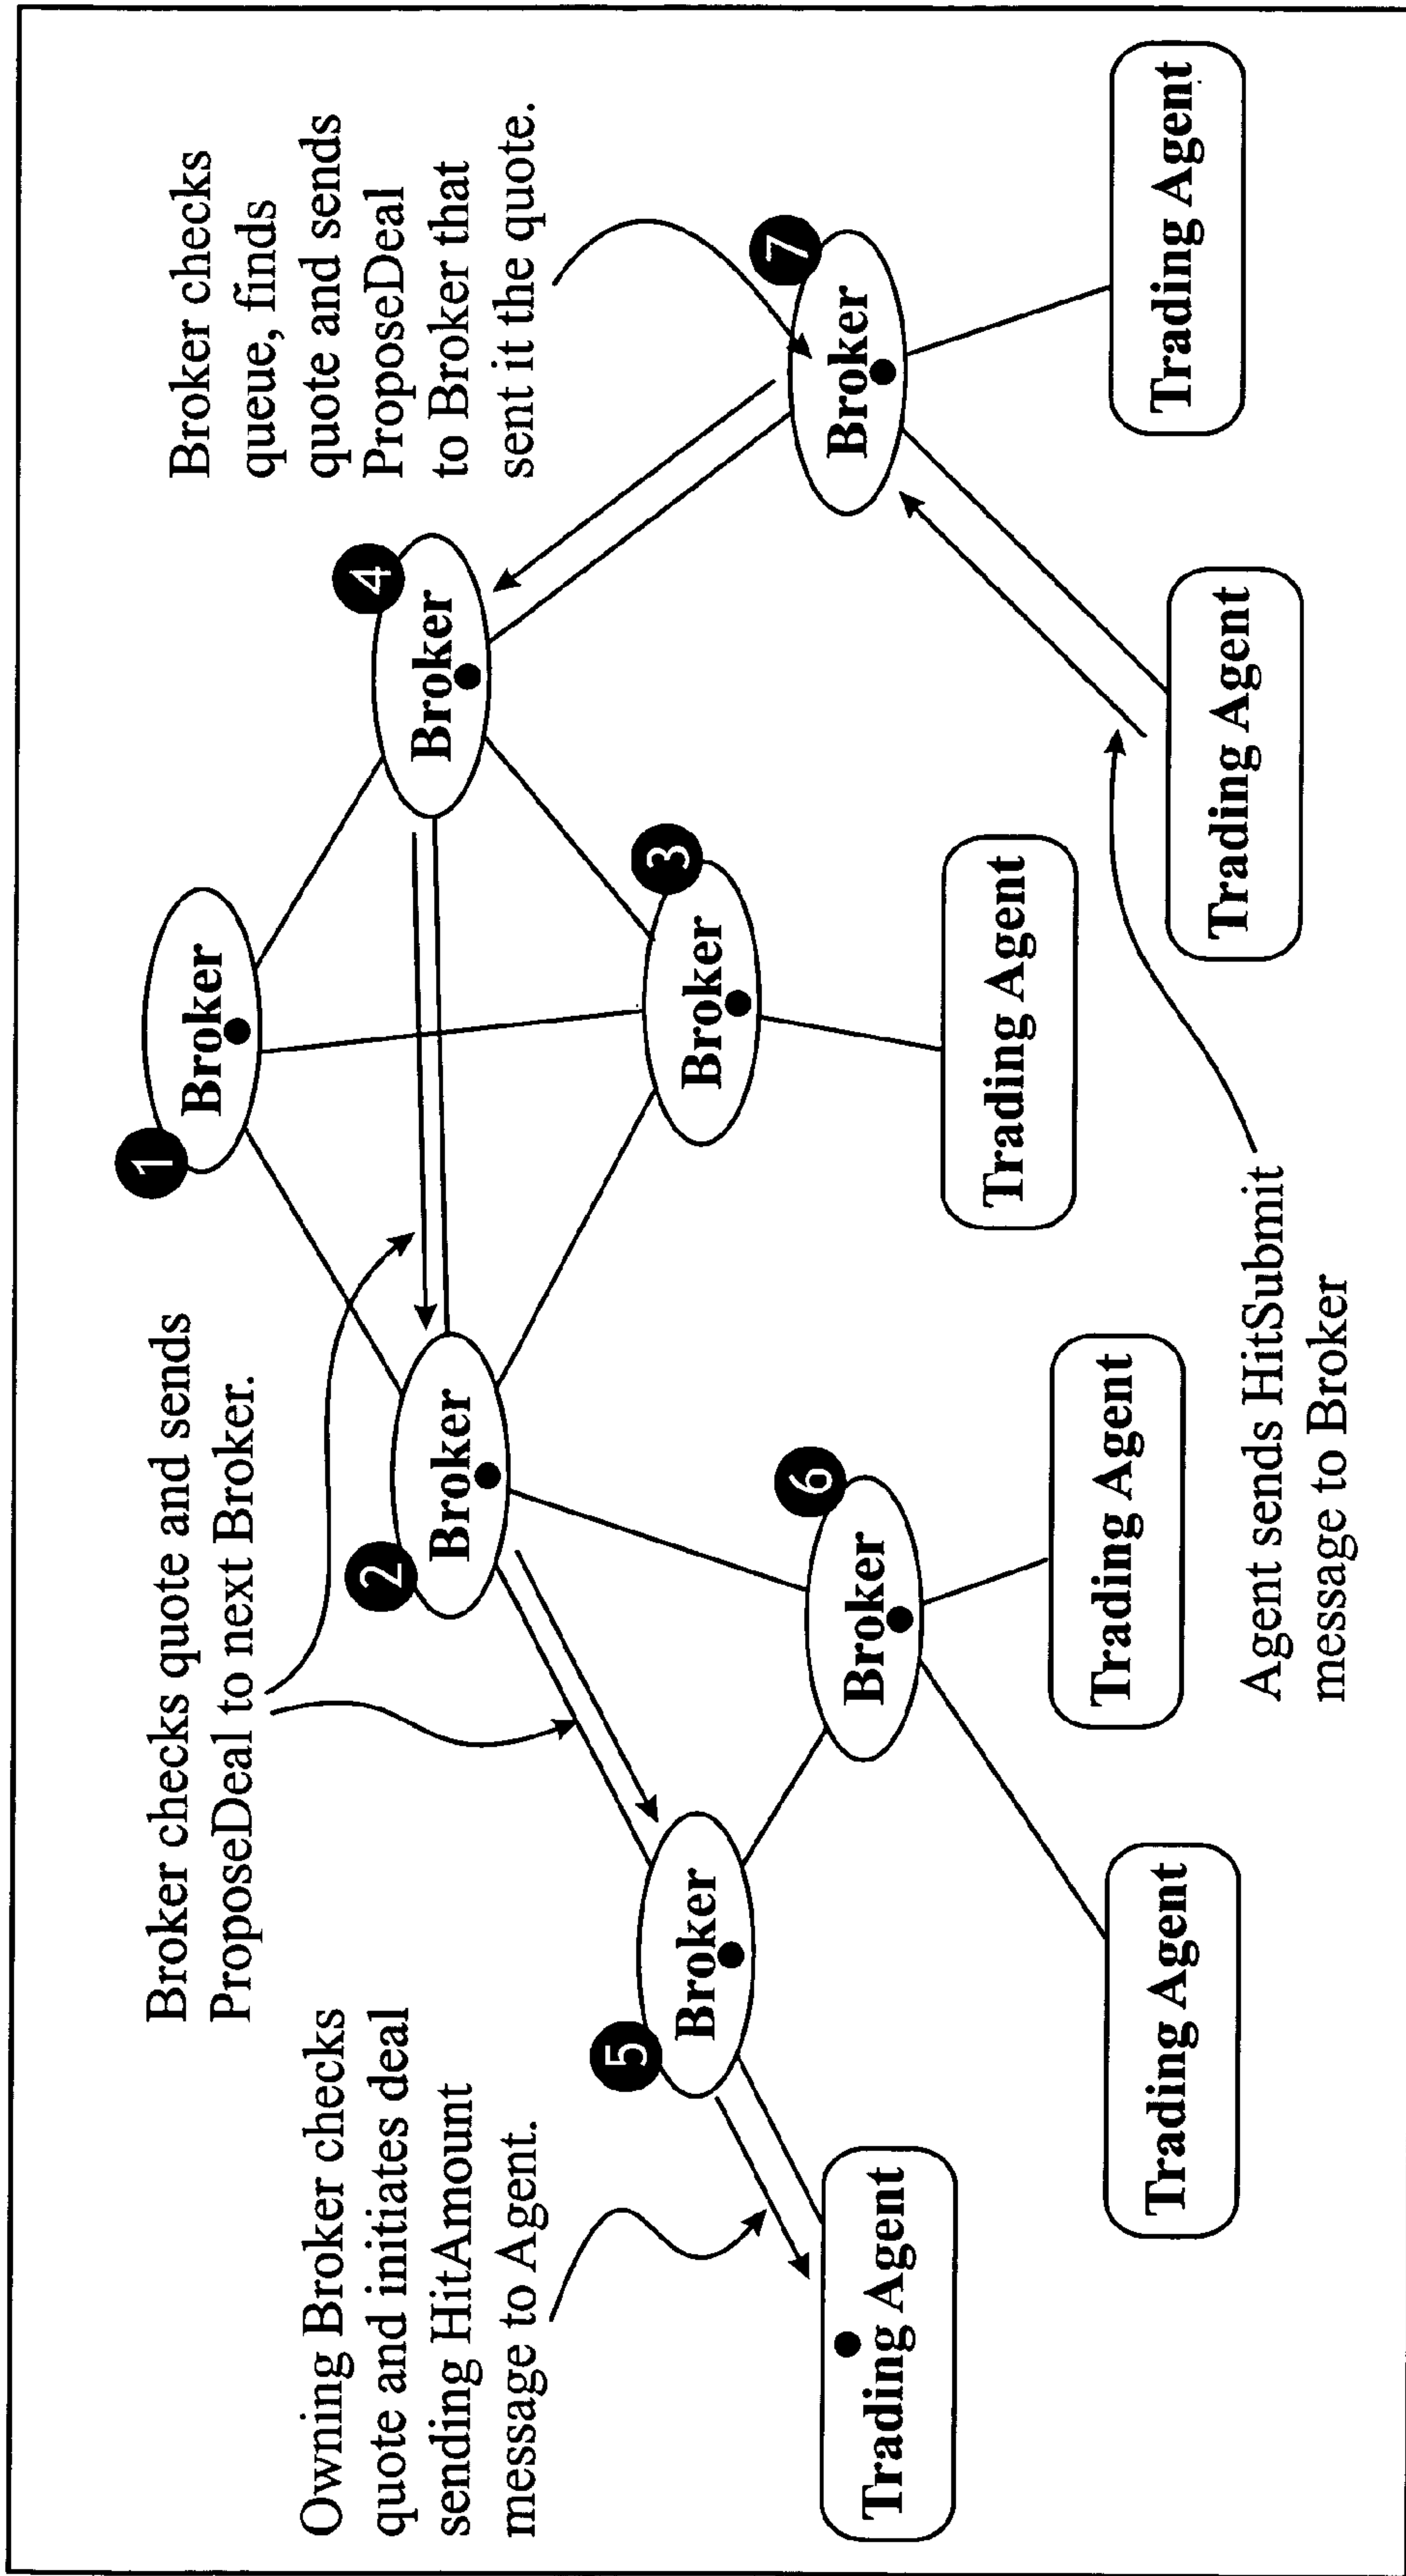 Broker checks
queue, finds
quote and sends
ProposeDeal
to Broker that
sent it the quote.
Broker checks quote and sends
ProposeDeal to next Broker.
Owning Broker checks
quote and initiates deal
sending HitAmount
message to Agent.
1
Broker
2
Broker
4
Broker
3
Broker
5
Broker
6
Broker
7
Broker
Trading Agent
Trading Agent
Trading Agent
Trading Agent
Trading Agent
Trading Agent
Agent sends HitSubmit
message to Broker